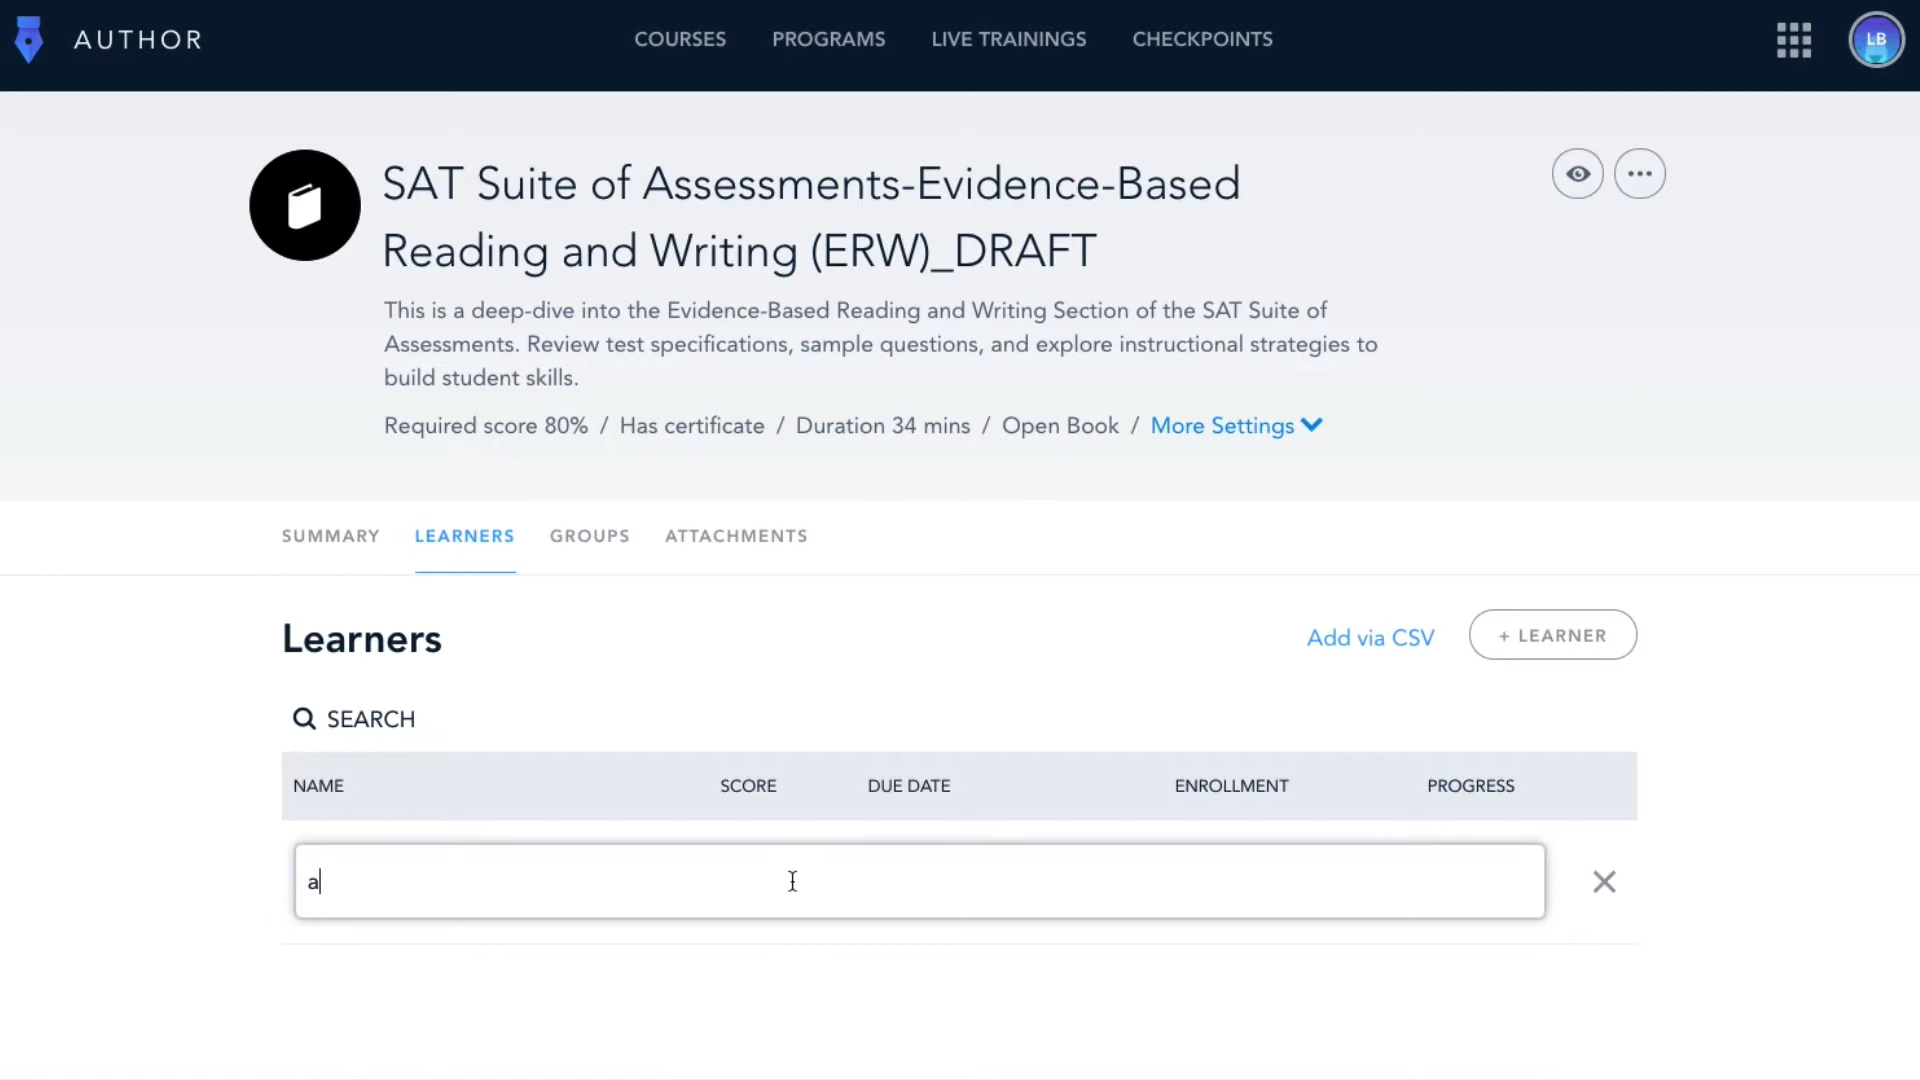 AUTHOR
COURSES PROGRAMS LIVE TRAININGS CHECKPOINTS
LB
SAT Suite of Assessments-Evidence-Based
Reading and Writing (ERW)_DRAFT
This is a deep-dive into the Evidence-Based Reading and Writing Section of the SAT Suite of
Assessments. Review test specifications, sample questions, and explore instructional strategies to
build student skills.
Required score 80% / Has certificate / Duration 34 mins / Open Book / More Settings
SUMMARY LEARNERS GROUPS ATTACHMENTS
Learners
Add via CSV + LEARNER
SEARCH
NAME SCORE DUE DATE ENROLLMENT PROGRESS
a